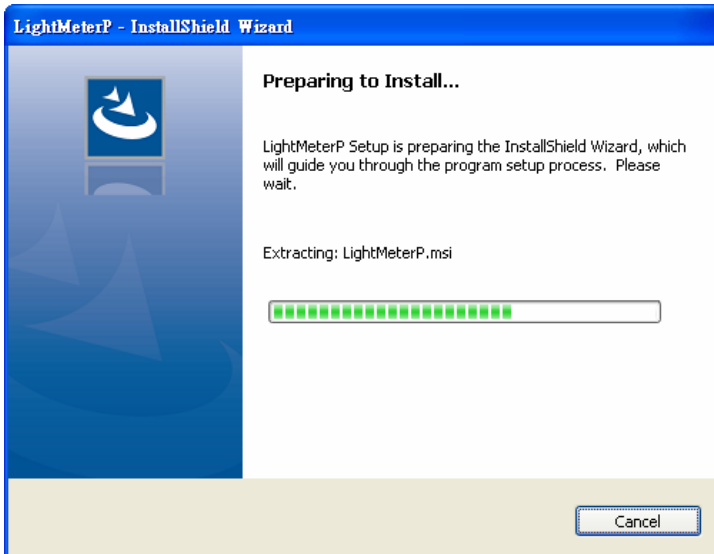 LightMeterP - InstallShield Wizard
Preparing to Install...
LightMeterP Setup is preparing the InstallShield Wizard, which
will guide you through the program setup process. Please
wait.
Extracting: LightMeterP.msi
Cancel